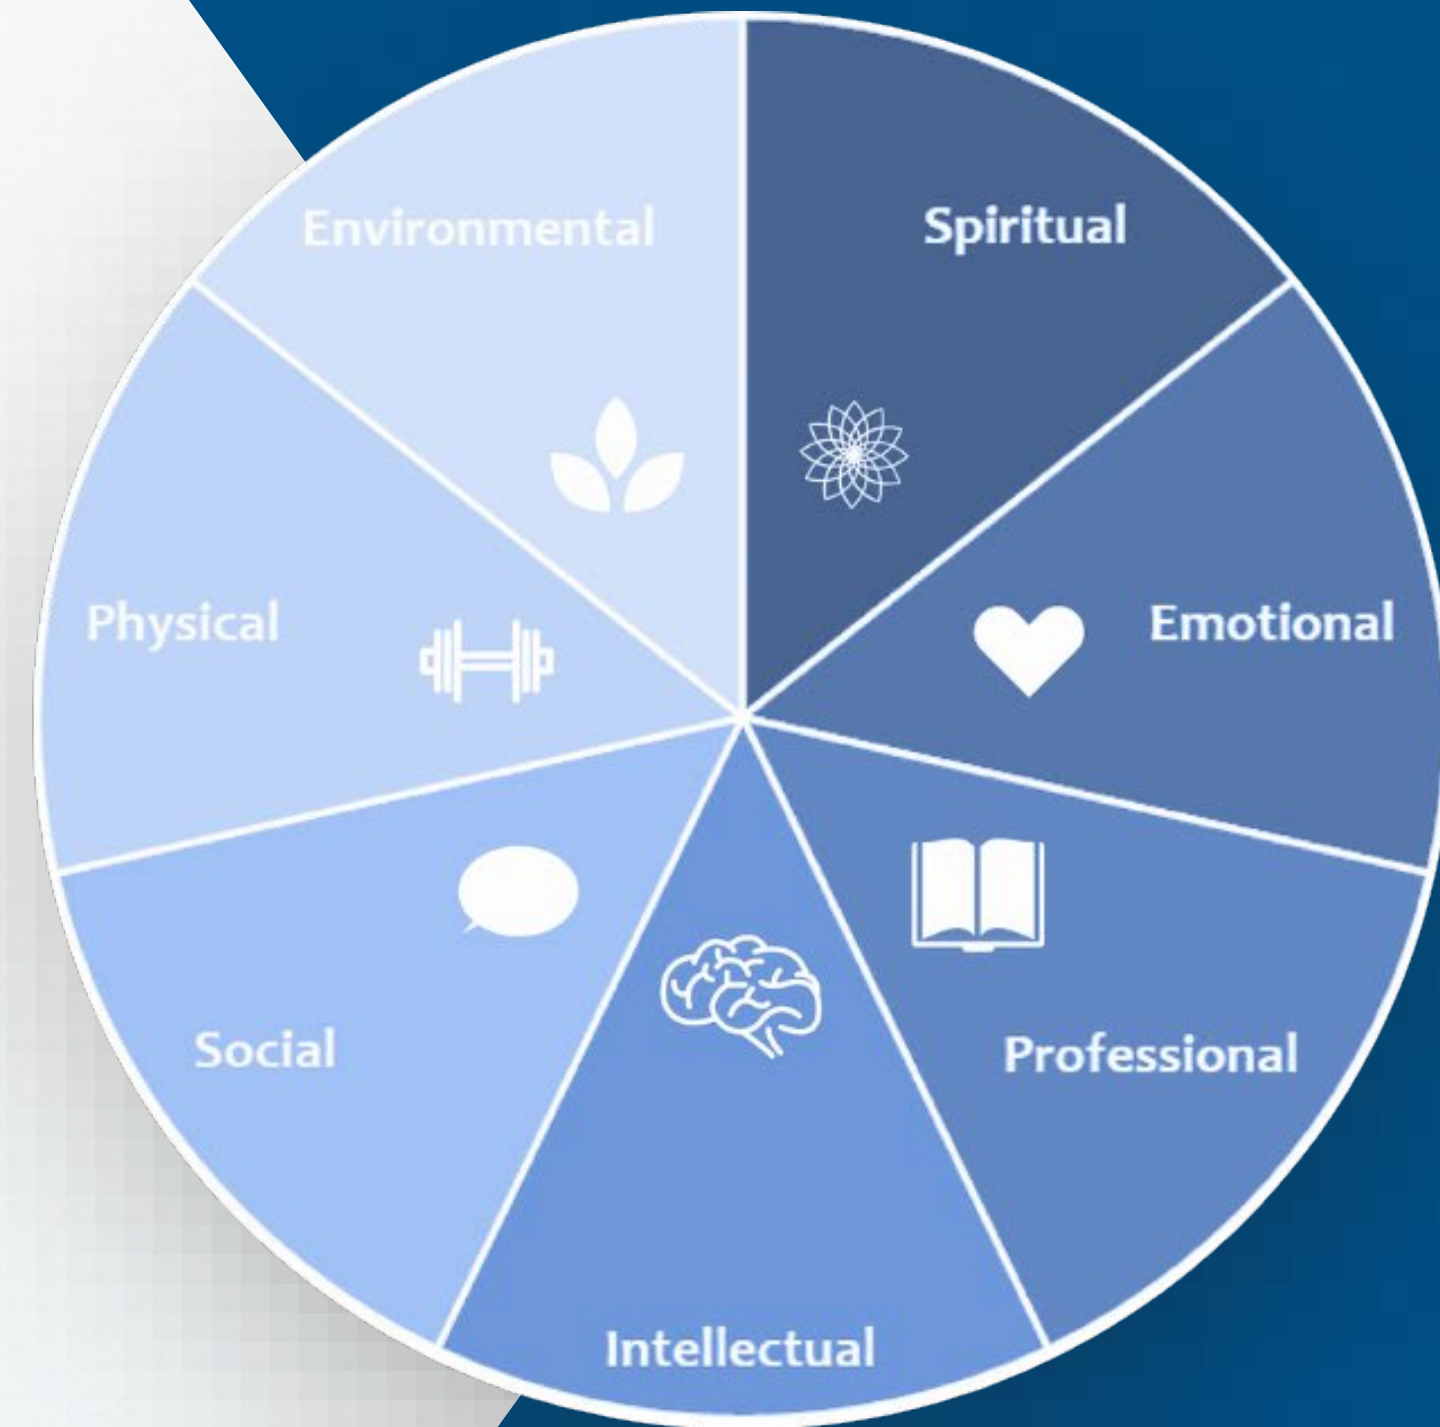 Environmental
Spiritual
Physical
Emotional
Social
Professional
Intellectual